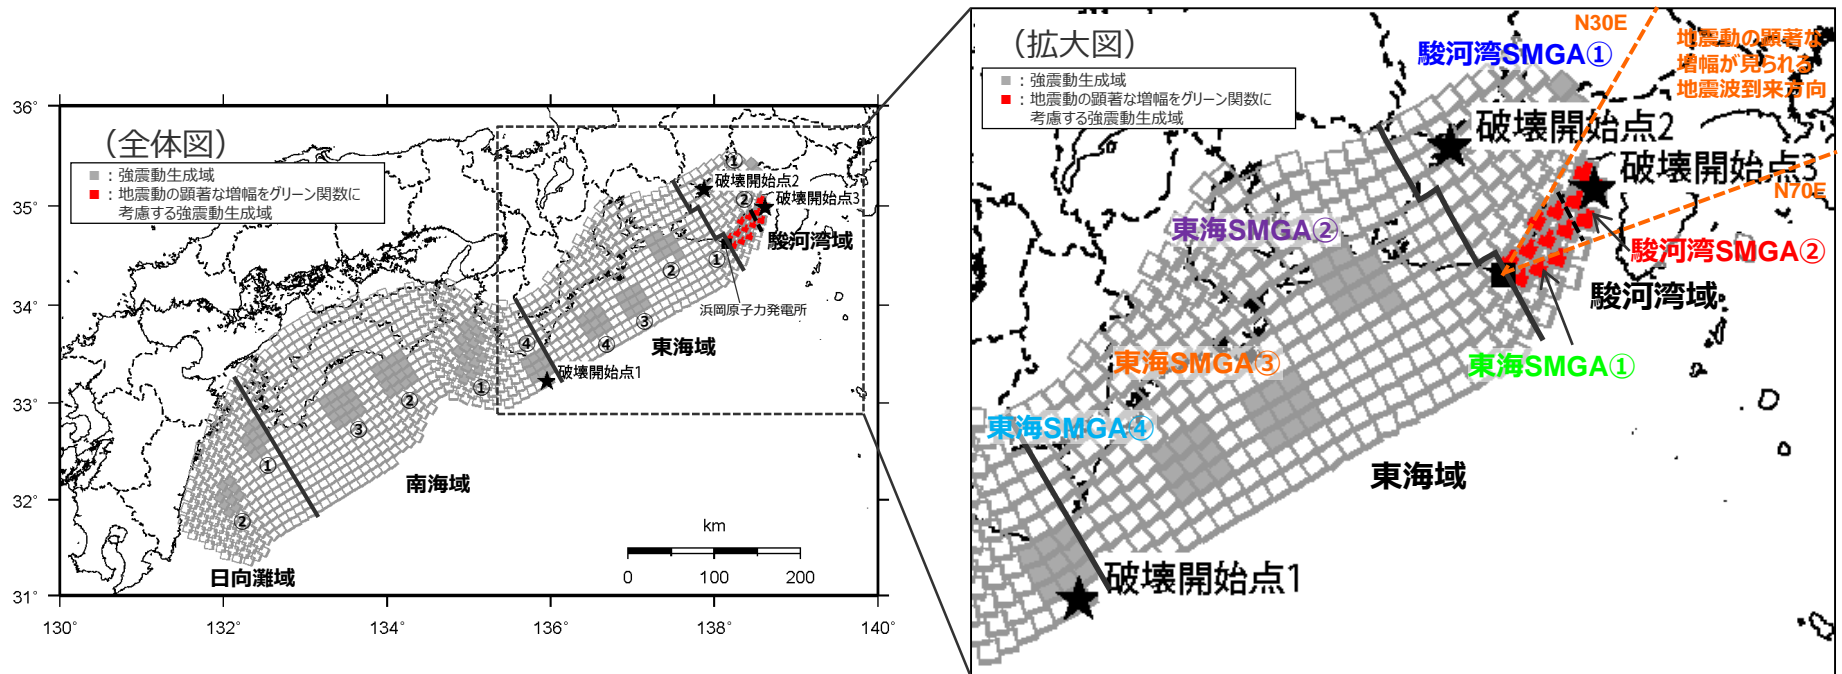 (全体図)
■：強震動生成域
■：地震動の顕著な増幅をグリーン関数に
考慮する強震動生成域
36°
35°
34°
33°
32°
31°
130°
132°
134°
136°
138°
140°
①
破壊開始点2
②
破壊開始点3
駿河湾域
①
②
浜岡原子力発電所
③
東海域
④
④
破壊開始点1
①
②
③
南海域
①
②
日向灘域
km
0
100
200
(拡大図)
■：強震動生成域
■：地震動の顕著な増幅をグリーン関数に
考慮する強震動生成域
N30E
地震動の顕著な
増幅が見られる
地震波到来方向
駿河湾SMGA①
破壊開始点2
破壊開始点3
N70E
東海SMGA②
駿河湾SMGA②
駿河湾域
東海SMGA③
東海SMGA①
東海SMGA④
東海域
破壊開始点1